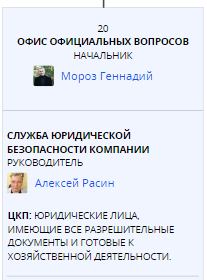 20
ОФИС ОФИЦИАЛЬНЫХ ВОПРОСОВ
НАЧАЛЬНИК
Мороз Геннадий
СЛУЖБА ЮРИДИЧЕСКОЙ
БЕЗОПАСНОСТИ КОМПАНИИ
РУКОВОДИТЕЛЬ
Алексей Расин
ЦКП: ЮРИДИЧЕСКИЕ ЛИЦА,
ИМЕЮЩИЕ ВСЕ РАЗРЕШИТЕЛЬНЫЕ
ДОКУМЕНТЫ И ГОТОВЫЕ К
ХОЗЯЙСТВЕННОЙ ДЕЯТЕЛЬНОСТИ.